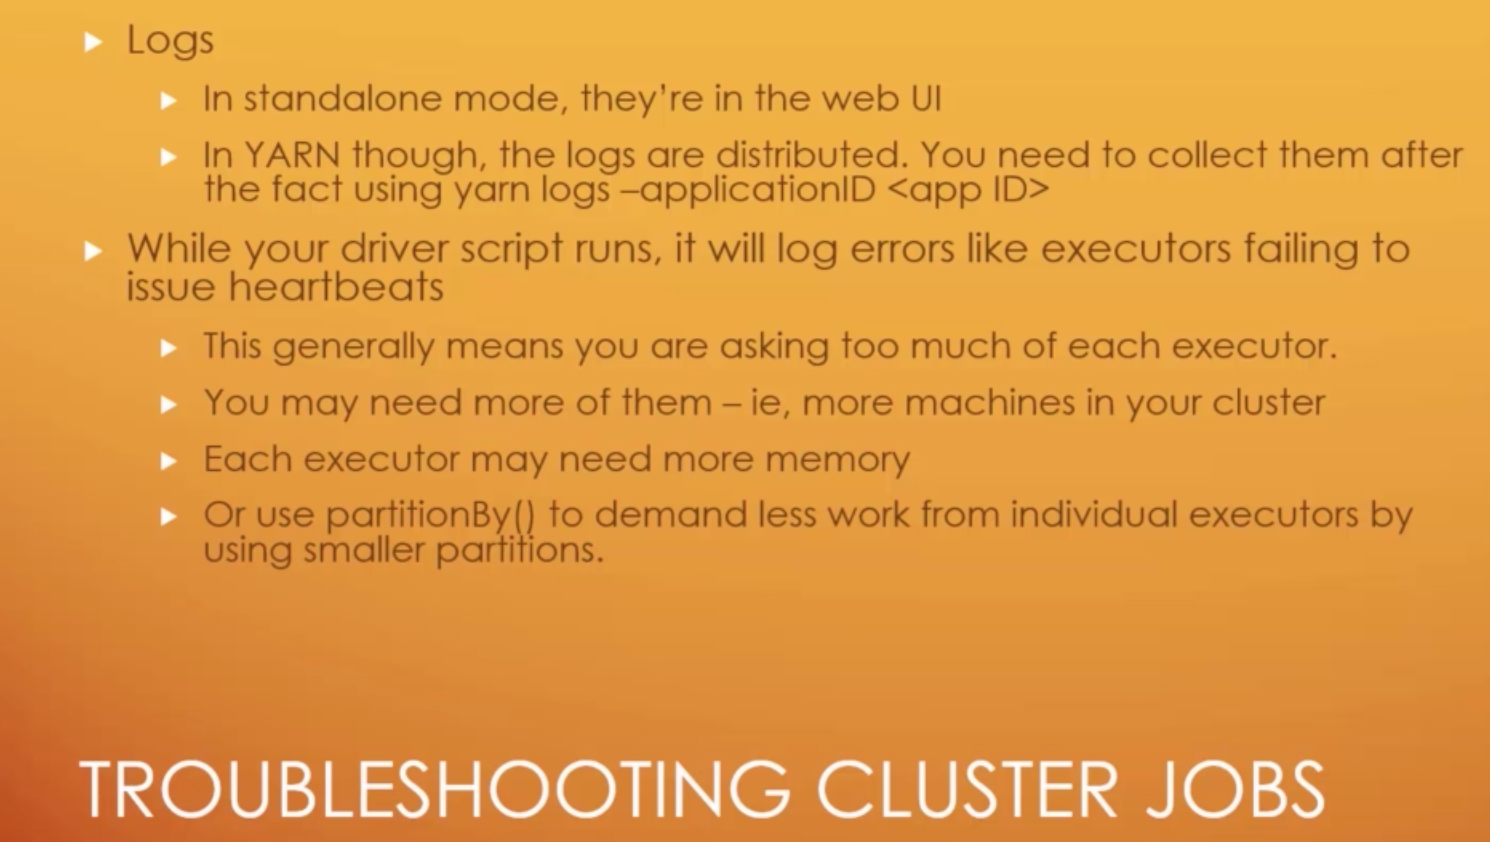 Logs
In standalone mode, they're in the web UI
In YARN though, the logs are distributed. You need to collect them after
the fact using yarn logs –applicationID <app ID>
While your driver script runs, it will log errors like executors failing to
issue heartbeats
This generally means you are asking too much of each executor.
You may need more of them – ie, more machines in your cluster
Each executor may need more memory
Or use partitionBy() to demand less work from individual executors by
using smaller partitions.
TROUBLESHOOTING CLUSTER JOBS